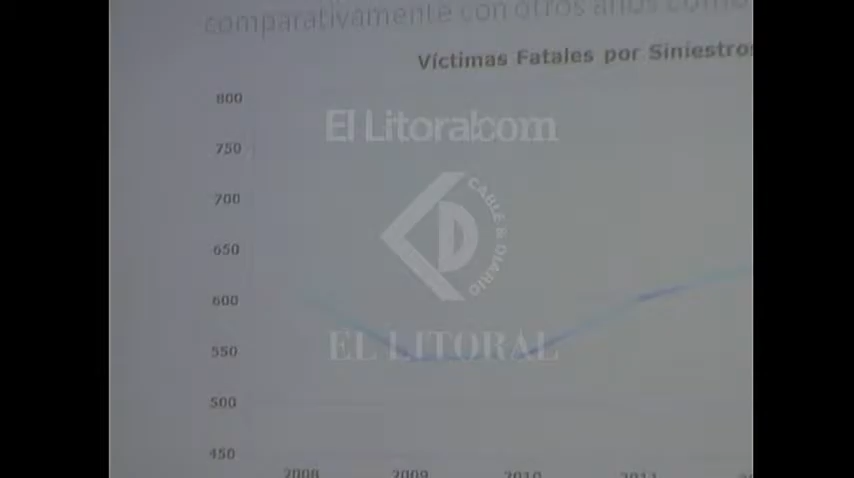 comparativamente con otros años como
Víctimas Fatales por Siniestros
800
El Litoral.com
750
700
CABLE & DIARIO
650
600
550
EL LITORAL
500
450
2008 2009 2010 2011